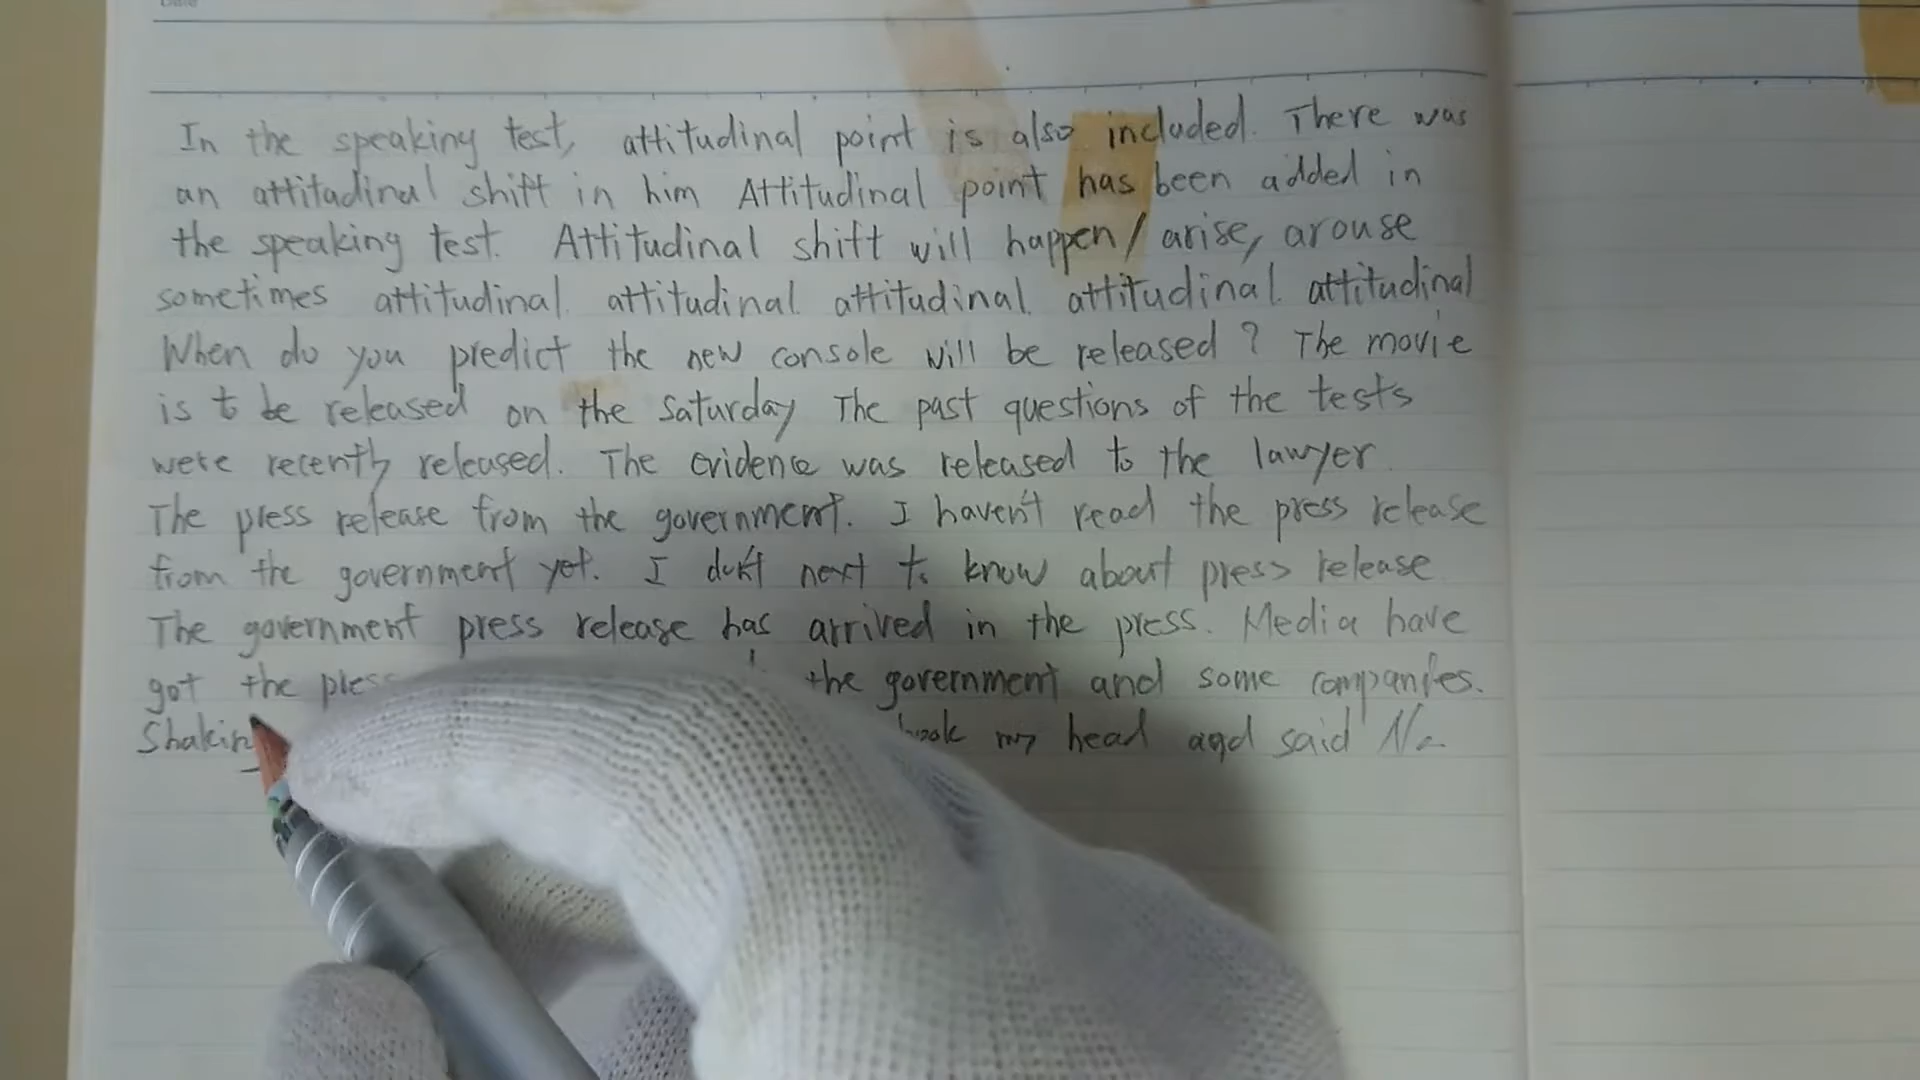 Date
In the speaking test, attitudinal point is also included. There was
an attitudinal shift in him Attitudinal point has been added in
the speaking test. Attitudinal shift will happen / arise, arouse
sometimes attitudinal. attitudinal. attitudinal. attitudinal. attitudinal
When do you predict the new console will be released ? The movie
is to be released on the Saturday The past questions of the tests
were recently released. The evidence was released to the lawyer.
The press release from the government. I haven't read the press release
from the government yet. I don't next to know about press release
The government press release has arrived in the press. Media have
got the press the government and some companies.
Shaking my head and said No